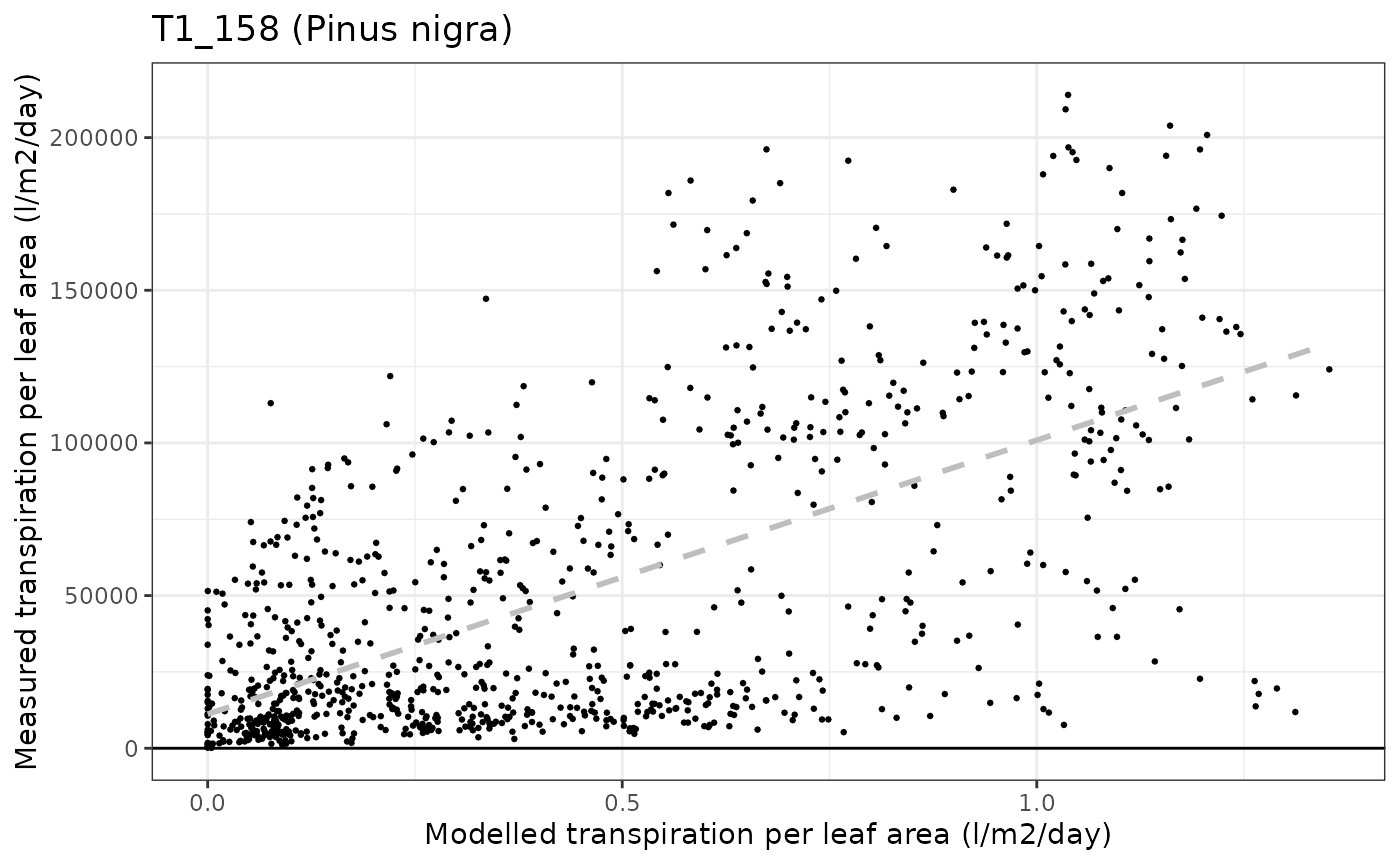 T1_158 (Pinus nigra)
Measured transpiration per leaf area (l/m2/day)
200000
150000
100000
50000
0
0.0
0.5
1.0
Modelled transpiration per leaf area (l/m2/day)